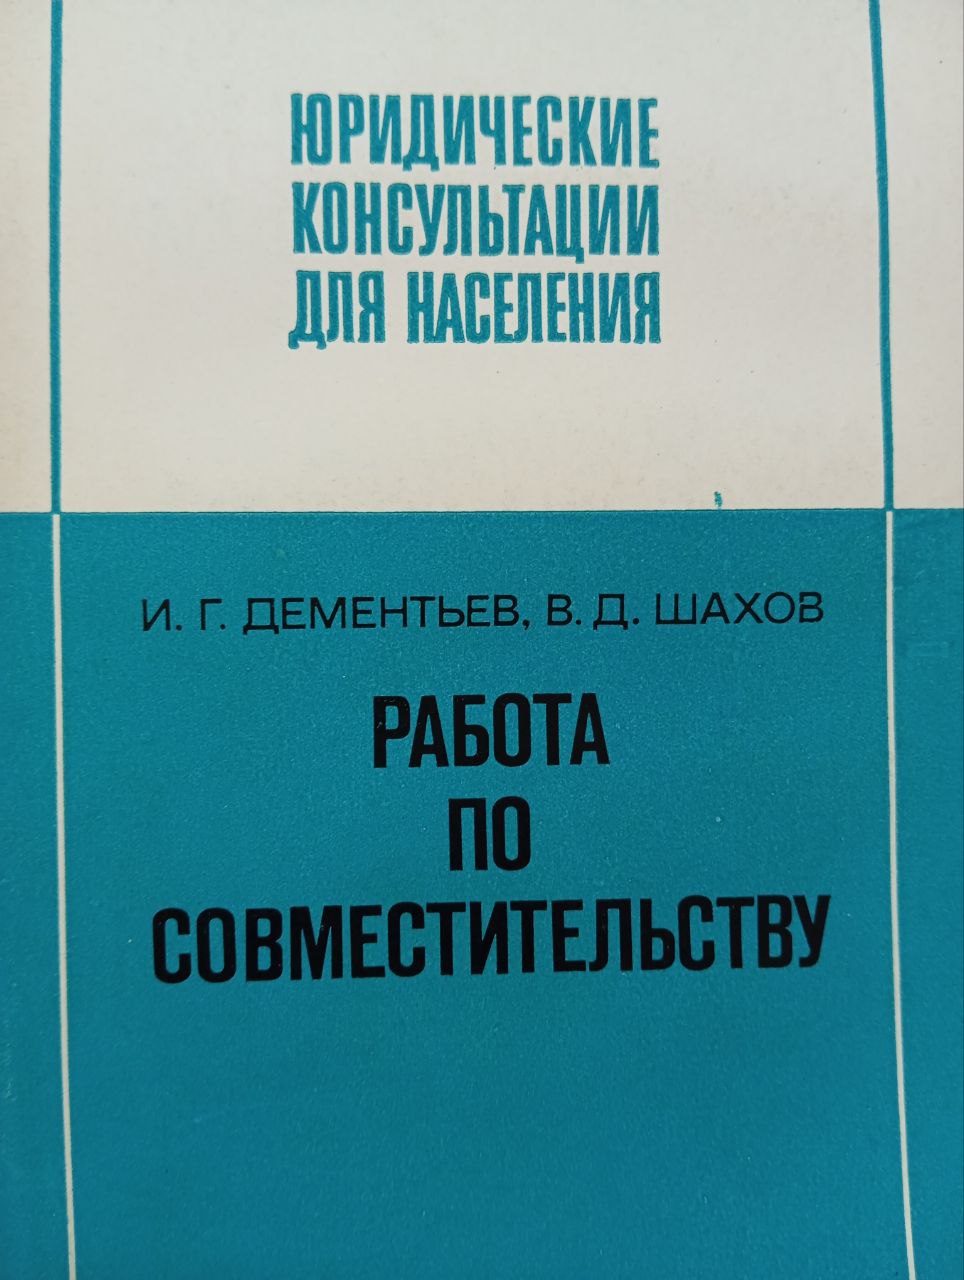 ЮРИДИЧЕСКИЕ
КОНСУЛЬТАЦИИ
ДЛЯ НАСЕЛЕНИЯ
И. Г. ДЕМЕНТЬЕВ, В. Д. ШАХОВ
РАБОТА
ПО
СОВМЕСТИТЕЛЬСТВУ